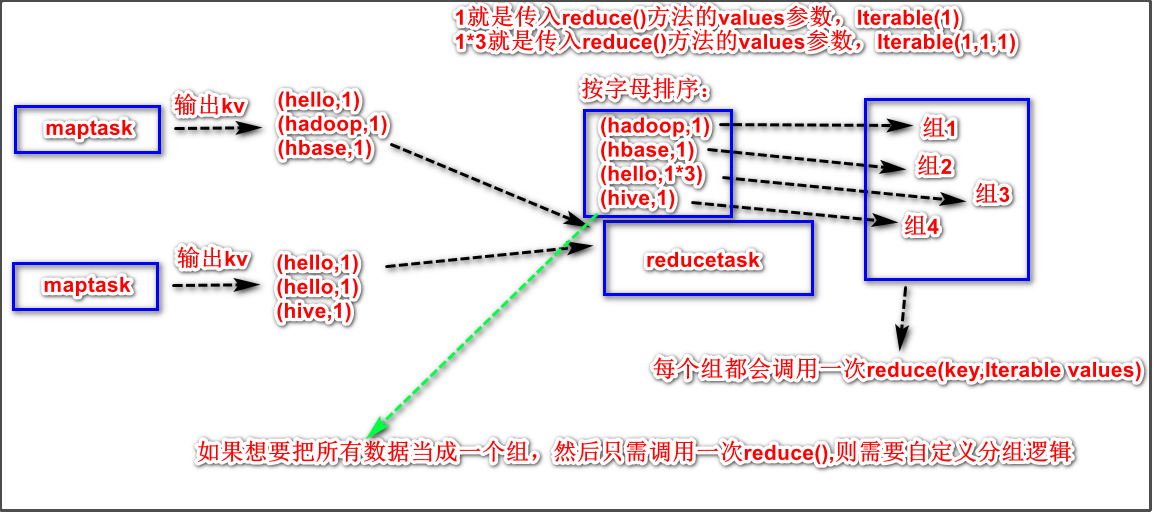 1就是传入reduce()方法的values参数，Iterable(1)
1*3就是传入reduce()方法的values参数，Iterable(1,1,1)
maptask
输出kv
(hello,1)
(hadoop,1)
(hbase,1)
按字母排序：
(hadoop,1)
(hbase,1)
(hello,1*3)
(hive,1)
组1
组2
组3
组4
maptask
输出kv
(hello,1)
(hello,1)
(hive,1)
reducetask
每个组都会调用一次reduce(key,Iterable values)
如果想要把所有数据当成一个组，然后只需调用一次reduce(),则需要自定义分组逻辑